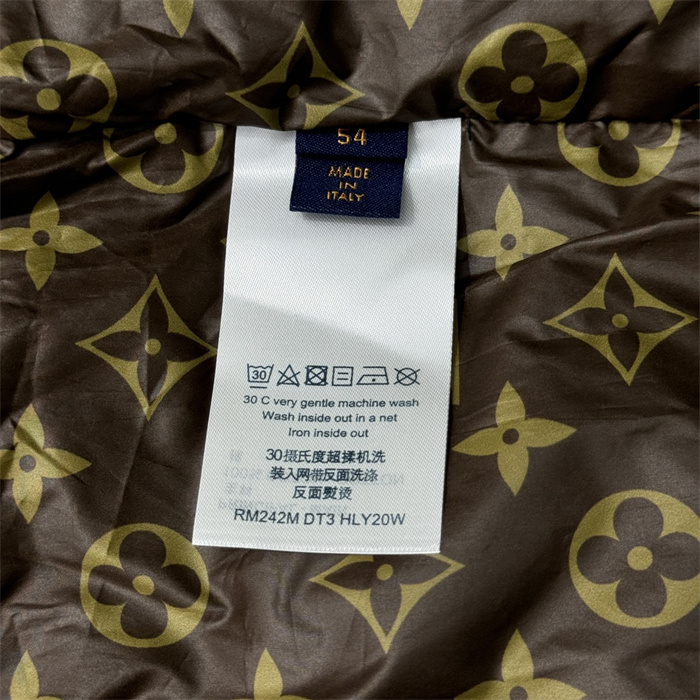 54
MADE
IN
ITALY
30
30 C very gentle machine wash
Wash inside out in a net
Iron inside out
30摄氏度超揉机洗
装入网带反面洗涤
反面熨烫
RM242M DT3 HLY20W